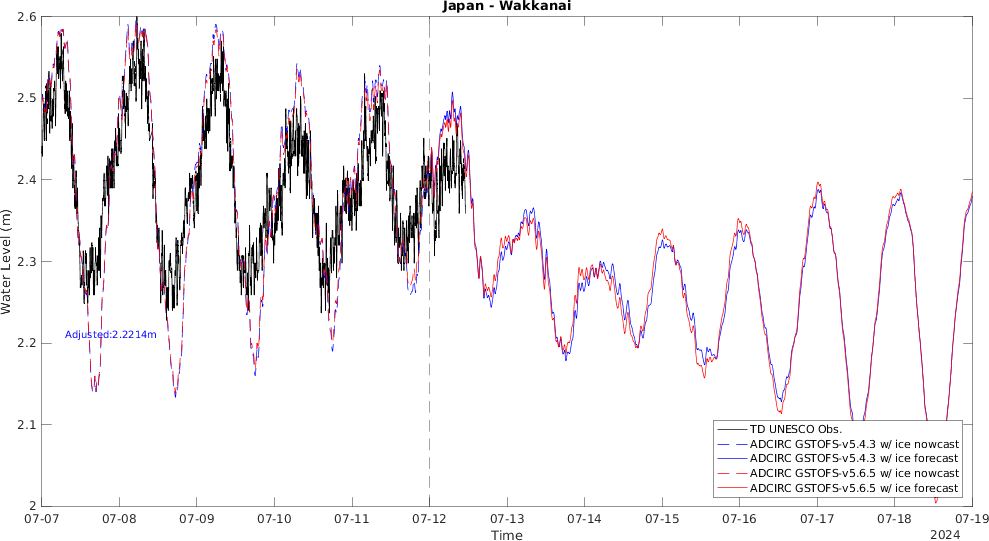 Japan - Wakkanai
2.6
2.5
2.4
2.3
2.2
2.1
2
Water Level (m)
Adjusted:2.2214m
TD UNESCO Obs.
ADCIRC GSTOFS-v5.4.3 w/ ice nowcast
ADCIRC GSTOFS-v5.4.3 w/ ice forecast
ADCIRC GSTOFS-v5.6.5 w/ ice nowcast
ADCIRC GSTOFS-v5.6.5 w/ ice forecast
07-07 07-08 07-09 07-10 07-11 07-12 07-13 07-14 07-15 07-16 07-17 07-18 07-19
Time
2024